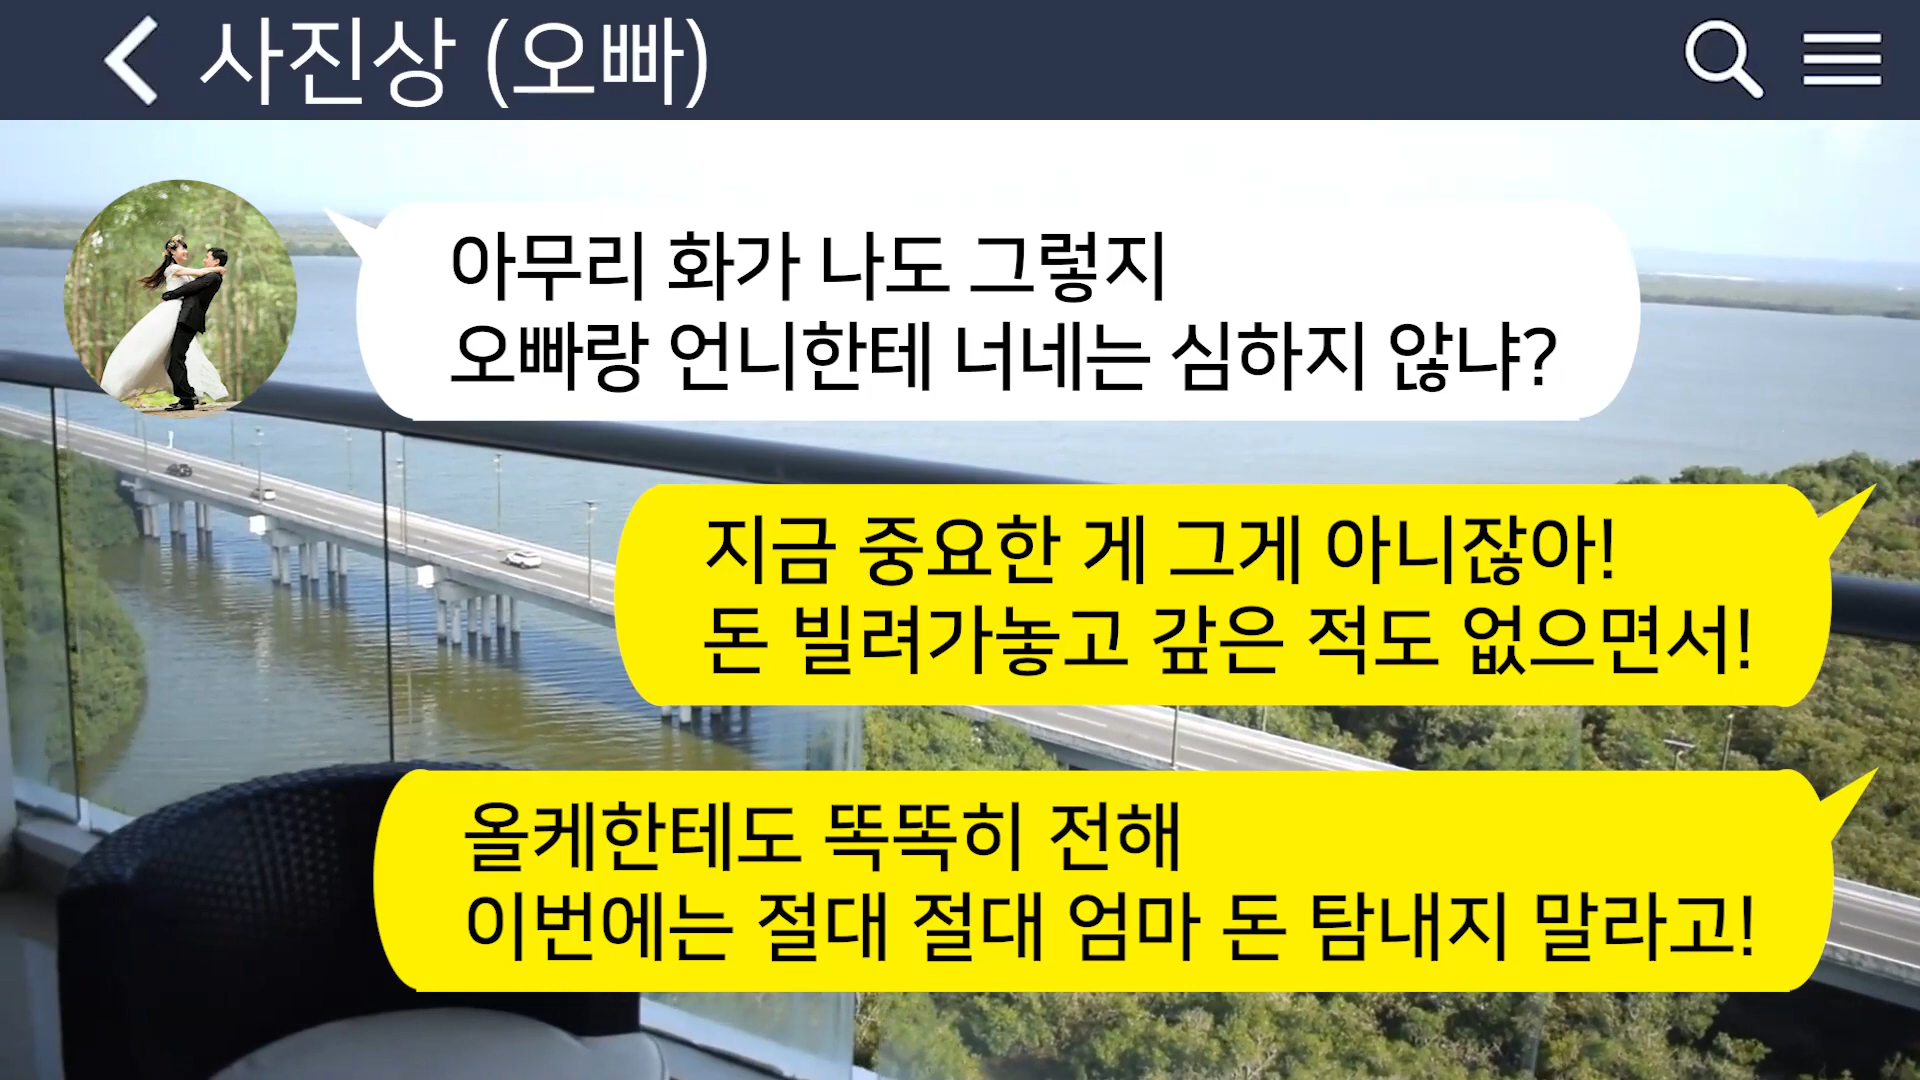 사진상 (오빠)
아무리 화가 나도 그렇지
오빠랑 언니한테 너네는 심하지 않냐?
지금 중요한 게 그게 아니잖아!
돈 빌려가놓고 갚은 적도 없으면서!
올케한테도 똑똑히 전해
이번에는 절대 절대 엄마 돈 탐내지 말라고!